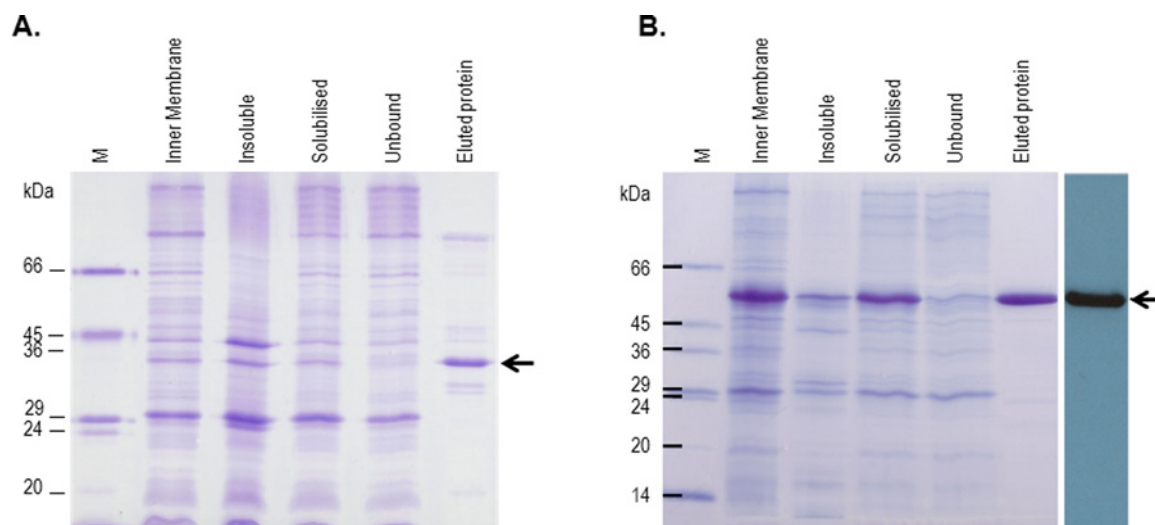 A.
M
Inner Membrane
Insoluble
Solubilised
Unbound
Eluted protein
kDa
66
45
36
29
24
20
B.
M
Inner Membrane
Insoluble
Solubilised
Unbound
Eluted protein
kDa
66
45
36
29
24
20
14